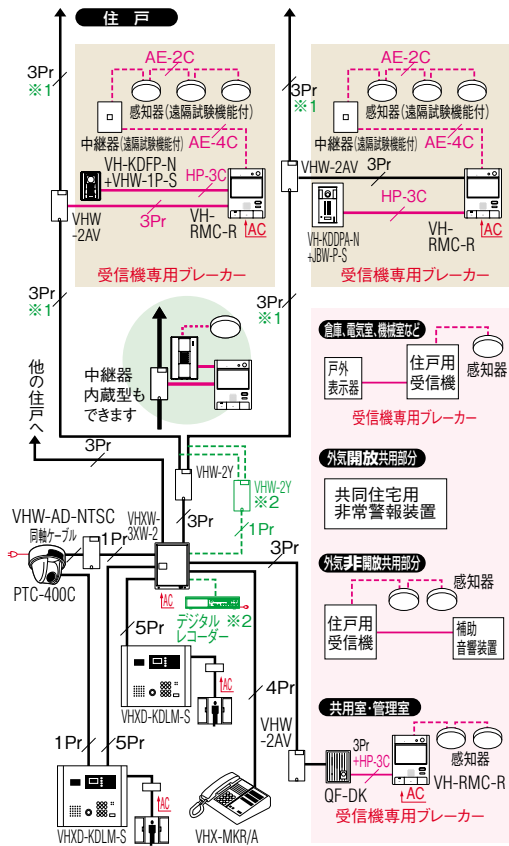 住 戸
3Pr
※1
AE-2C
感知器(遠隔試験機能付)
AE-4C
中継器(遠隔試験機能付)
VH-KDFP-N
+VHW-1P-S
HP-3C
3Pr
VHW
-2AV
VH-
RMC-R
AC
受信機専用ブレーカー
3Pr
※1
AE-2C
感知器(遠隔試験機能付)
AE-4C
中継器(遠隔試験機能付)
VHW-2AV
3Pr
HP-3C
VH-KDDPA-N
+JBW-P-S
VH-
RMC-R
AC
受信機専用ブレーカー
3Pr
※1
3Pr
※1
中継器
内蔵型も
できます
他の住戸へ
3Pr
VHW-2Y
VHW-2Y
※2
1Pr
3Pr
VHXW-
3XW-2
3Pr
VHW-AD-NTSC
同軸ケーブル
1Pr
PTC-400C
AC
デジタル
レコーダー
※2
5Pr
AC
VHXD-KDLM-S
4Pr
VHW
-2AV
1Pr
5Pr
AC
VHXD-KDLM-S
VHX-MKR/A
倉庫、電気室、機械室など
戸外
表示器
住戸用
受信機
感知器
受信機専用ブレーカー
外気開放共用部分
共同住宅用
非常警報装置
外気非開放共用部分
感知器
住戸用
受信機
補助
音響装置
共用室・管理室
3Pr
+HP-3C
感知器
QF-DK
VH-RMC-R
AC
受信機専用ブレーカー